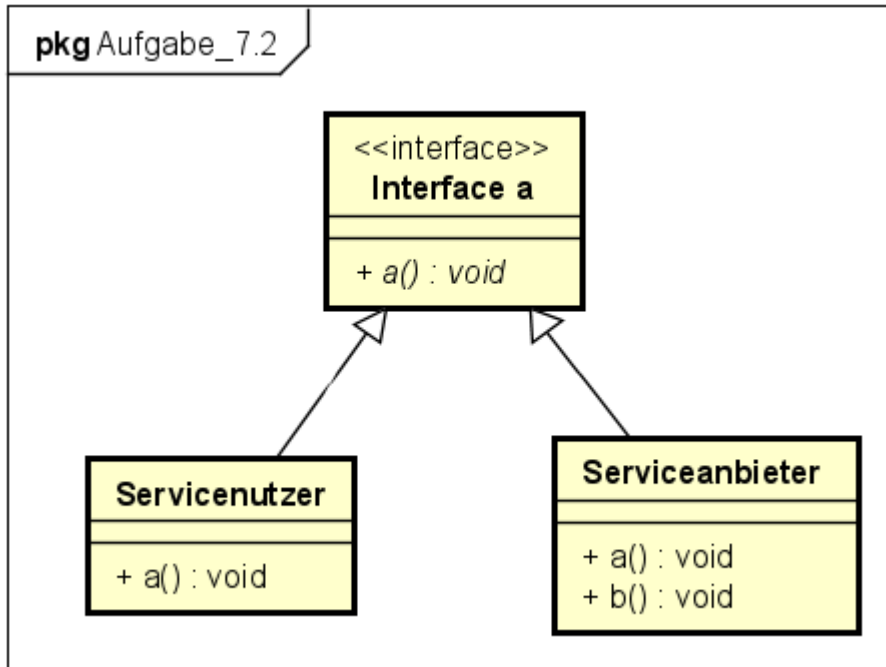 pkg Aufgabe_7.2
<<interface>>
Interface a
+ a() : void
Servicenutzer
+ a() : void
Serviceanbieter
+ a() : void
+ b() : void